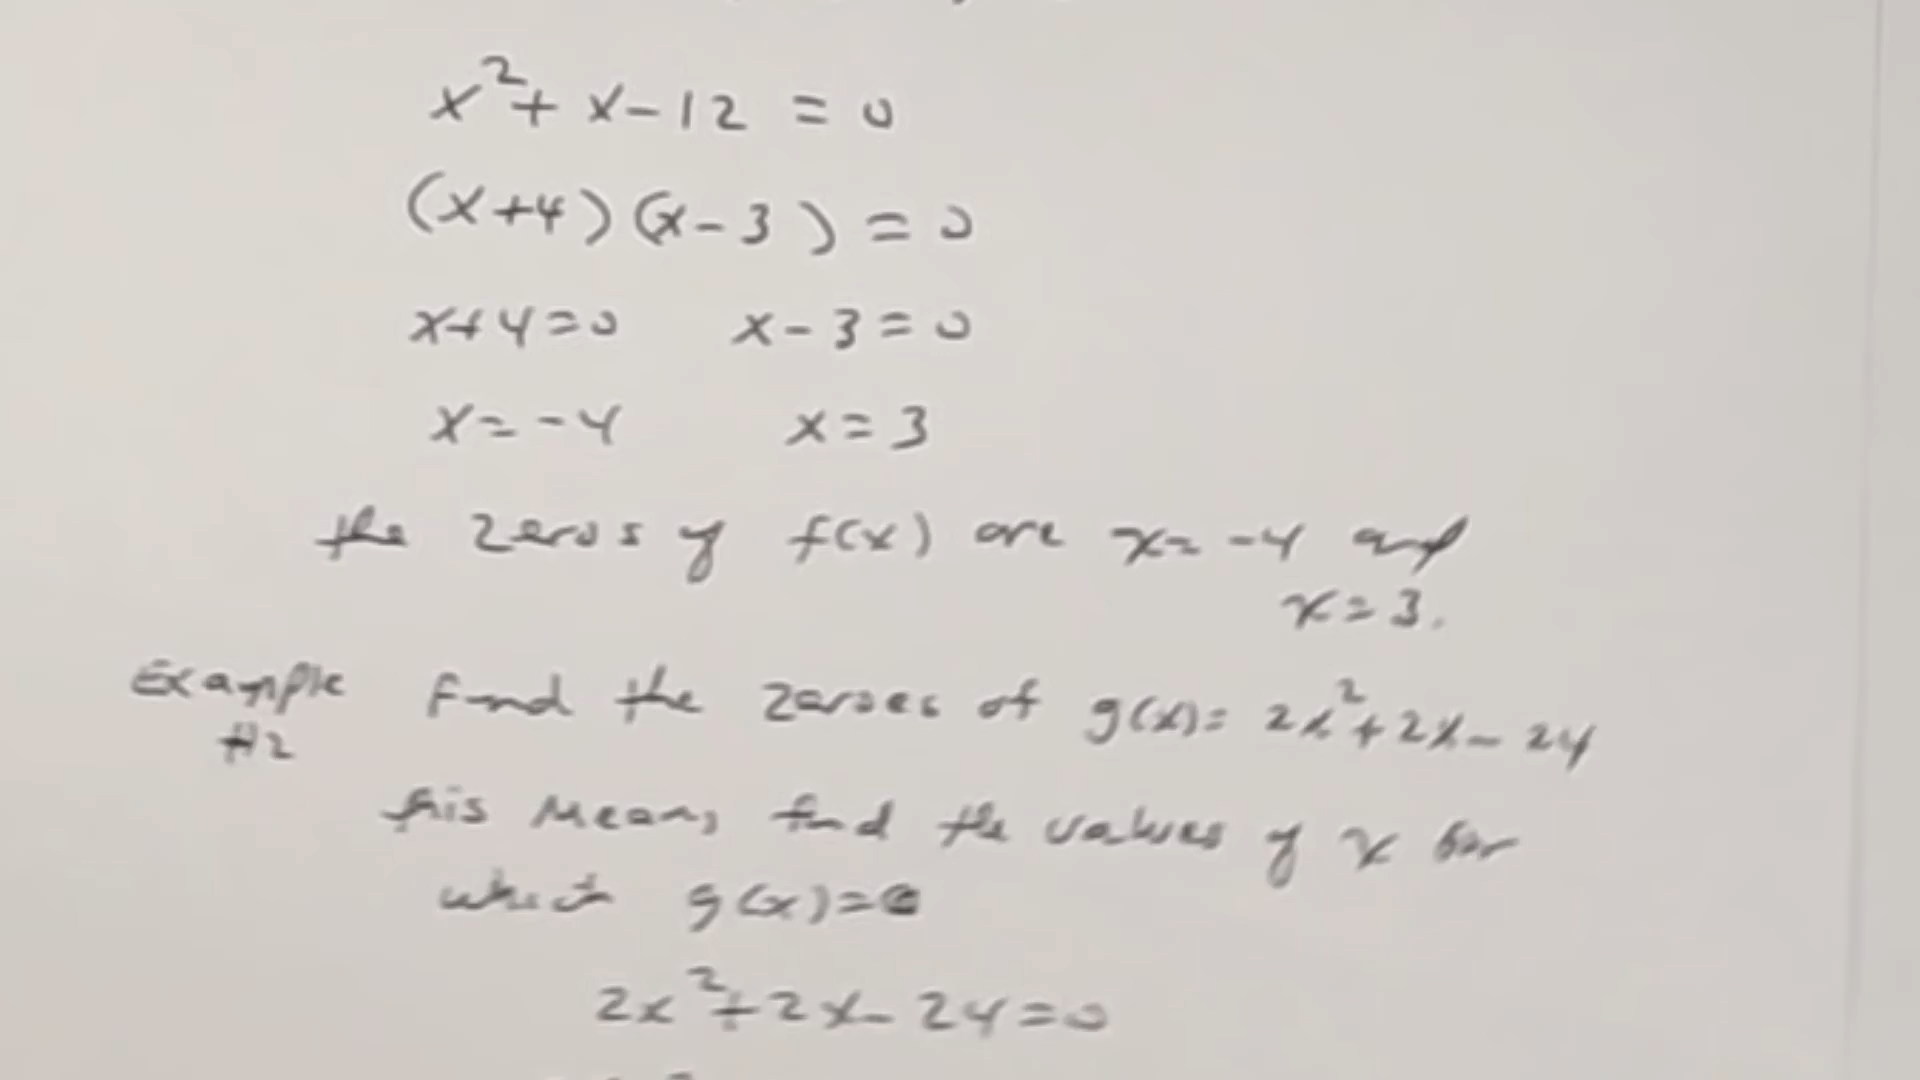 x²+ x-12 = 0
(x+4) (x-3) = 0
x+4=0 x-3=0
x=-4 x=3
the zeros of f(x) are x=-4 and
x=3.
Example Find the zeroes of g(x)= 2x²+2x-24
#2
this means find the values of x for
which g(x)=0
2x²+2x-24=0